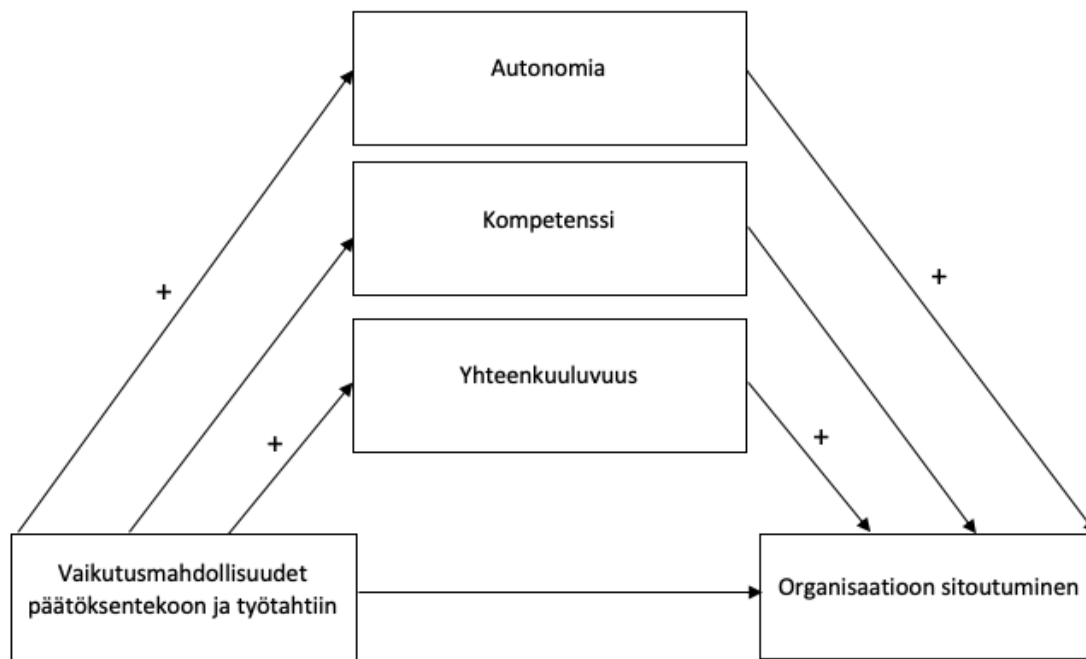 Autonomia
Kompetenssi
+
+
Yhteenkuuluvuus
+
+
Vaikutusmahdollisuudet
päätöksentekoon ja työtahtiin
Organisaatioon sitoutuminen